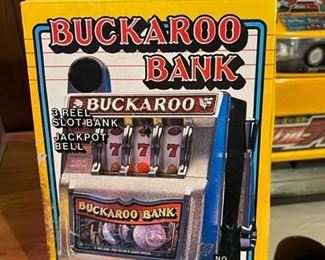 BUCKAROO
BANK
BUCKAROO
3 REEL
SLOT BANK
JACKPOT
BELL
7 7 7
BUCKAROO BANK
NO